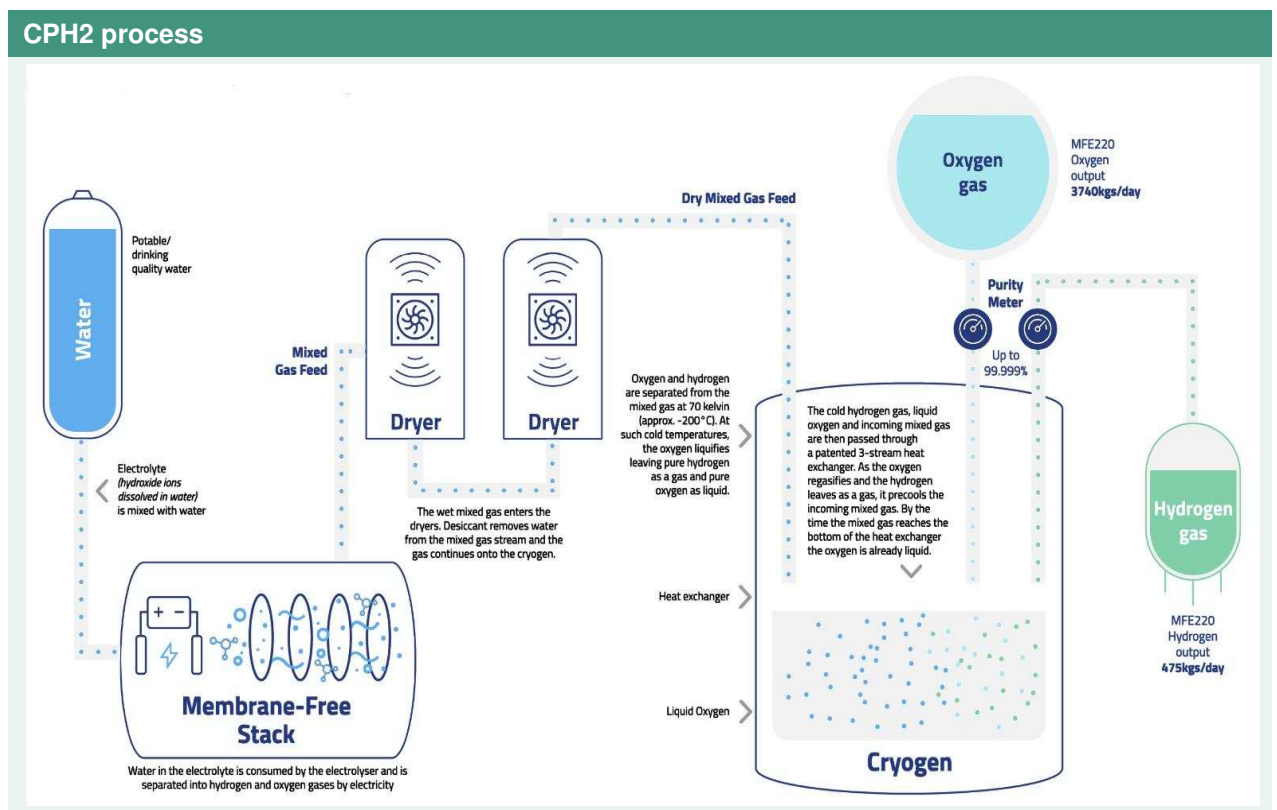 CPH2 process
Oxygen
gas
MFE220
Oxygen
output
3740kgs/day
Dry Mixed Gas Feed
Potable/
drinking
quality water
Water
Purity
Meter
Up to
99.999%
Mixed
Gas Feed
Dryer
Dryer
Oxygen and hydrogen
are separated from the
mixed gas at 70 kelvin
(approx. -200°C). At
such cold temperatures,
the oxygen liquifies
leaving pure hydrogen
as a gas and pure
oxygen as liquid.
The cold hydrogen gas, liquid
oxygen and incoming mixed gas
are then passed through
a patented 3-stream heat
exchanger. As the oxygen
regasifies and the hydrogen
leaves as a gas, it precools the
incoming mixed gas. By the
time the mixed gas reaches the
bottom of the heat exchanger
the oxygen is already liquid.
Electrolyte
(hydroxide ions
dissolved in water)
is mixed with water
The wet mixed gas enters the
dryers. Desiccant removes water
from the mixed gas stream and the
gas continues onto the cryogen.
Hydrogen
gas
Heat exchanger
MFE220
Hydrogen
output
475kgs/day
+ -
Membrane-Free
Stack
Liquid Oxygen
Cryogen
Water in the electrolyte is consumed by the electrolyser and is
separated into hydrogen and oxygen gases by electricity